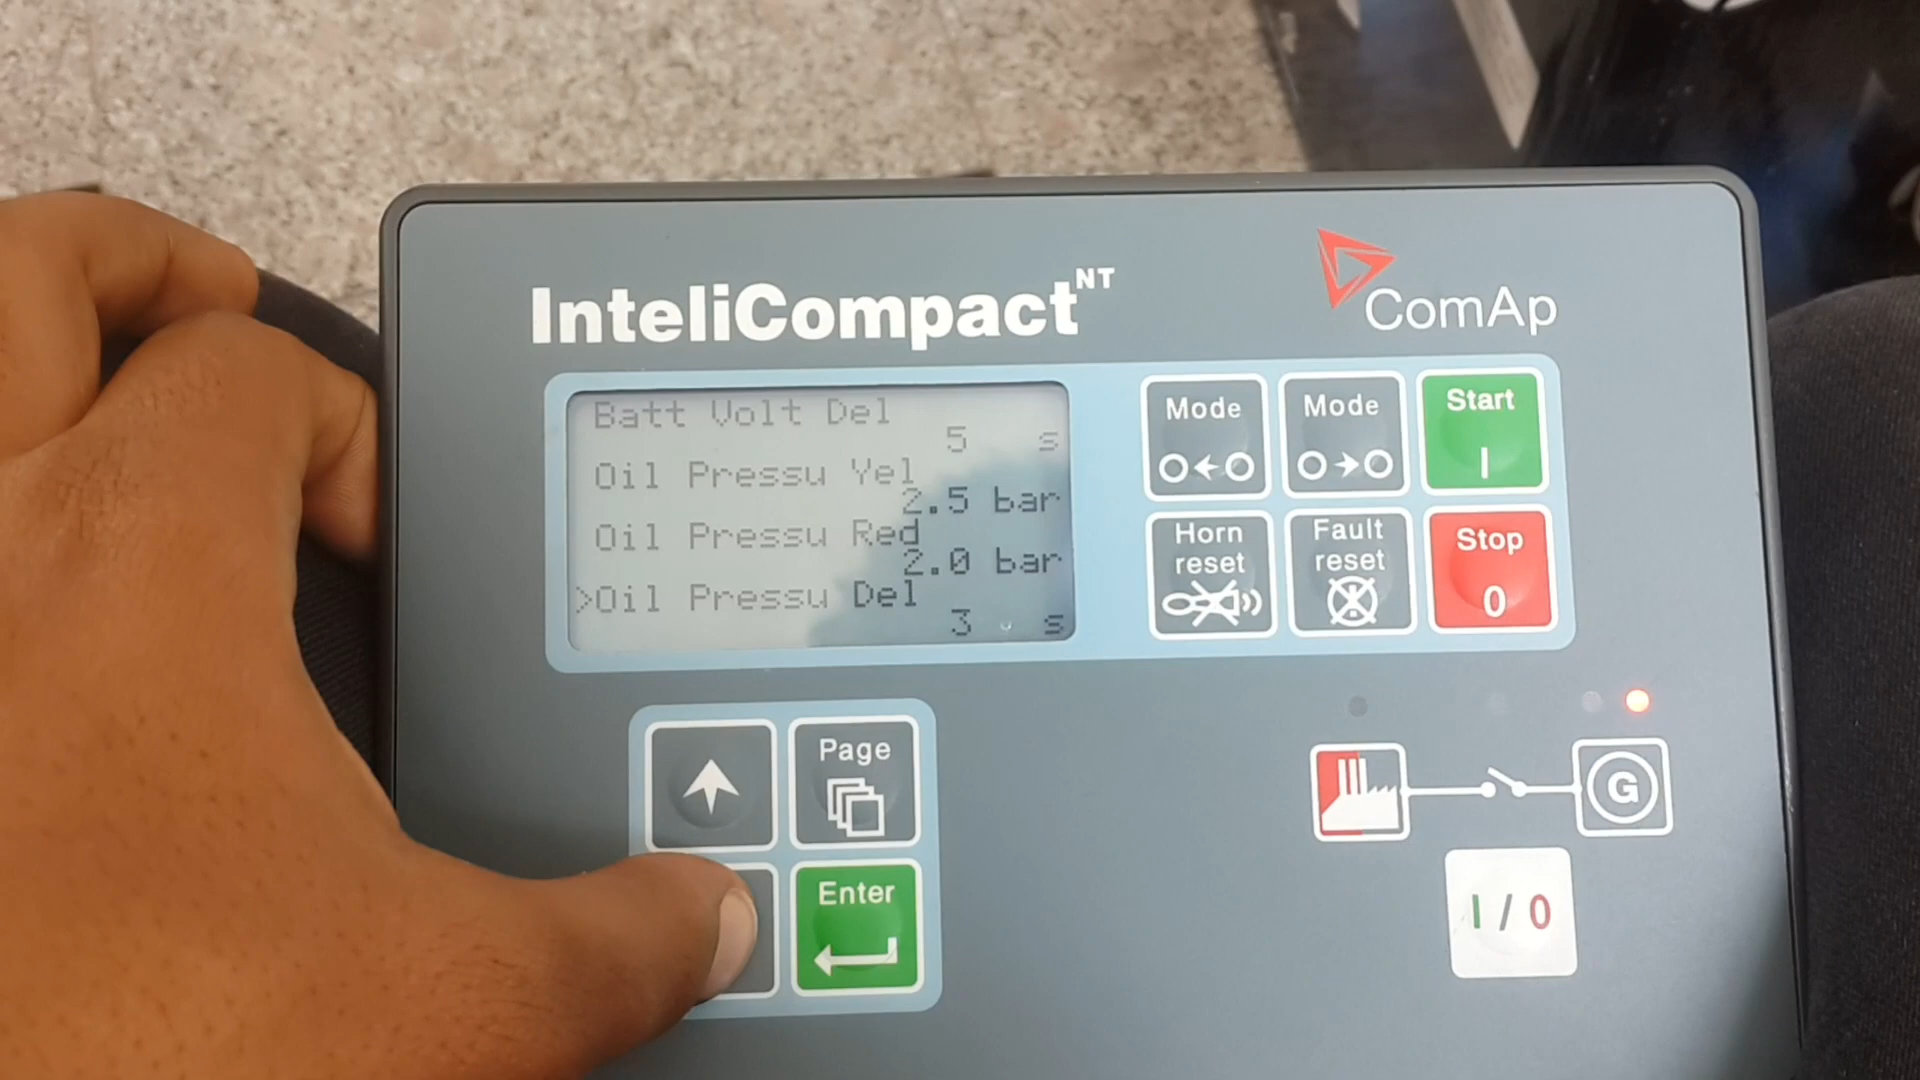 InteliCompact NT
ComAp
Batt Volt Del
5 s
Oil Pressu Yel
2.5 bar
Oil Pressu Red
2.0 bar
>Oil Pressu Del
3 s
Mode
Mode
Start
I
Horn
reset
Fault
reset
Stop
0
Page
Enter
G
I / 0